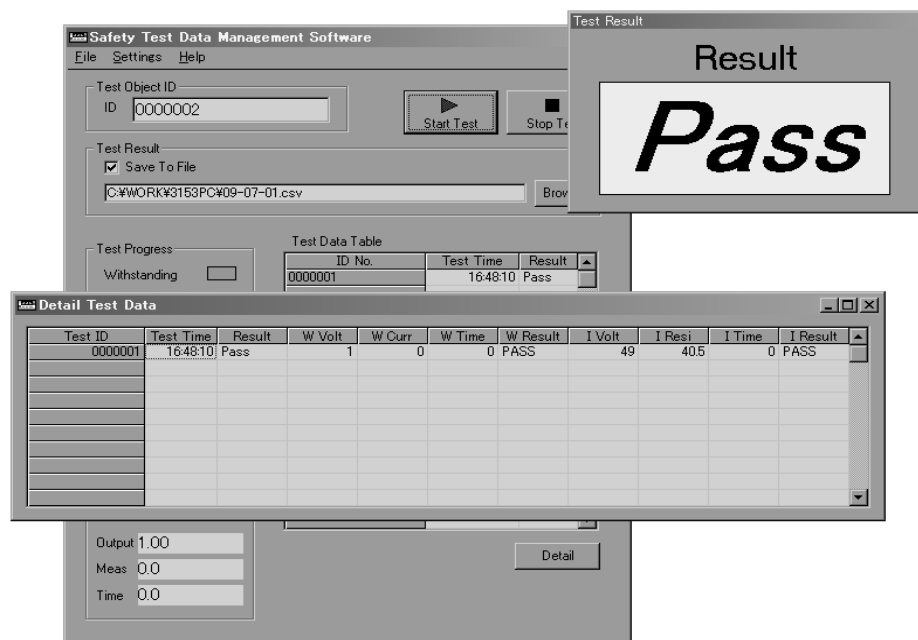 Test Result
Result
Pass
Safety Test Data Management Software
File Settings Help
Test Object ID
ID 0000002
Start Test
Stop Te
Test Result
Save To File
C:¥WORK¥3153PC¥09-07-01.csv
Brow
Test Progress
Withstanding
Test Data Table
ID No. Test Time Result
0000001 16:48:10 Pass
Detail Test Data
Test ID Test Time Result W Volt W Curr W Time W Result I Volt I Resi I Time I Result
0000001 16:48:10 Pass 1 0 0 PASS 49 40.5 0 PASS
Output 1.00
Meas 0.0
Time 0.0
Detail